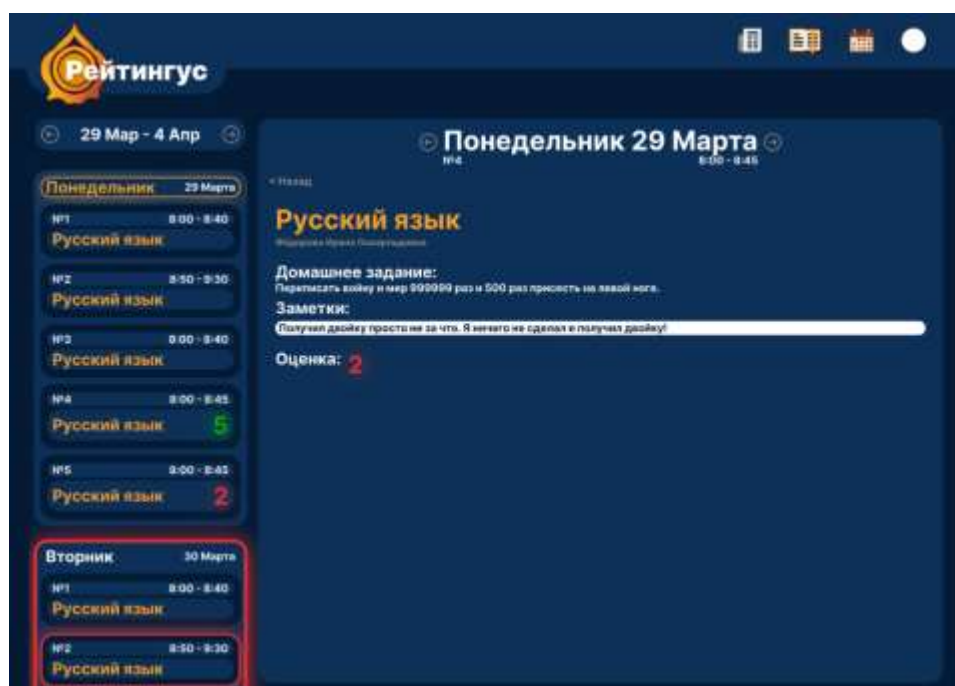 Рейтингус
29 Мар - 4 Апр
Понедельник 29 Марта
№1 8:00 - 8:40
Русский язык
№2 8:50 - 9:30
Русский язык
№3 8:00 - 8:40
Русский язык
№4 8:00 - 8:45
Русский язык 5
№5 8:00 - 8:45
Русский язык 2
Вторник 30 Марта
№1 8:00 - 8:40
Русский язык
№2 8:50 - 9:30
Русский язык
Понедельник 29 Марта
№4 8:00 - 8:45
< Назад
Русский язык
Домашнее задание:
Переписать войну и мир 999999 раз и 500 раз присесть на левой ноге.
Заметки:
Получил двойку просто не за что. Я ничего не сделал и получил двойку!
Оценка: 2